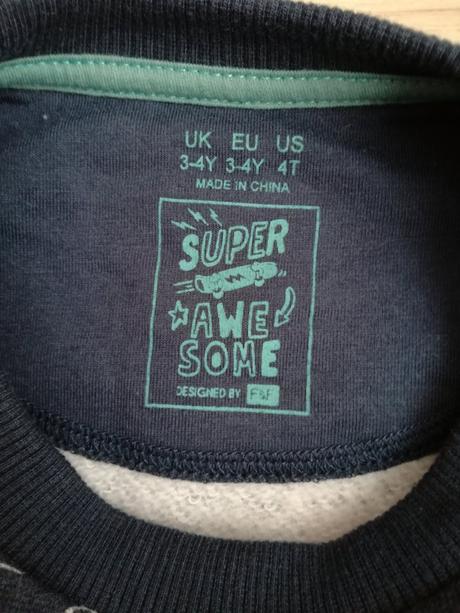 UK EU US
3-4Y 3-4Y 4T
MADE IN CHINA
SUPER
AWE
SOME
DESIGNED BY F&F